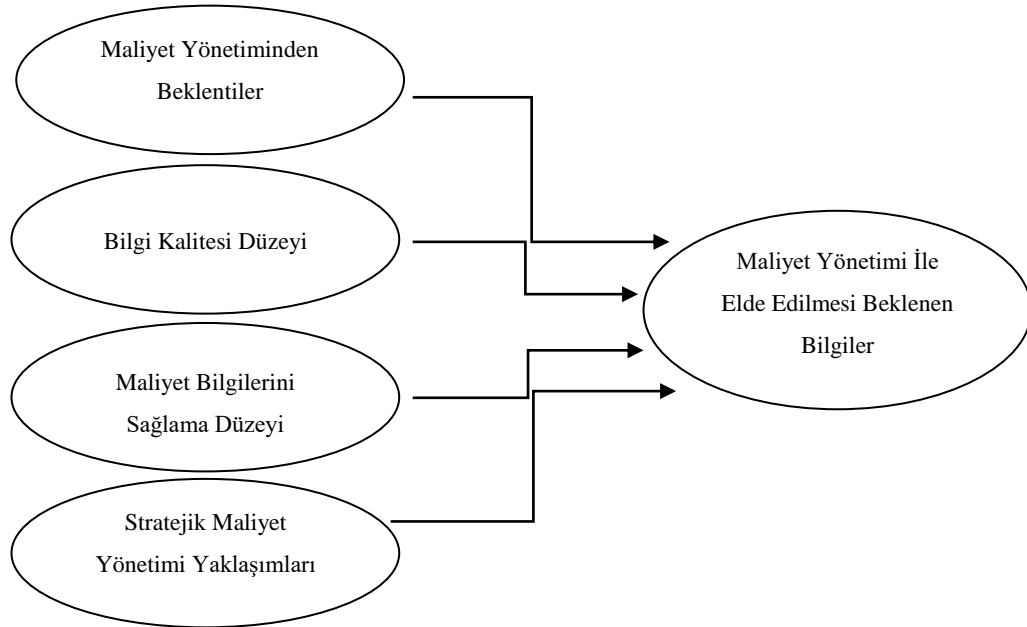 Maliyet Yönetiminden
Beklentiler
Bilgi Kalitesi Düzeyi
Maliyet Bilgilerini
Sağlama Düzeyi
Stratejik Maliyet
Yönetimi Yaklaşımları
Maliyet Yönetimi İle
Elde Edilmesi Beklenen
Bilgiler